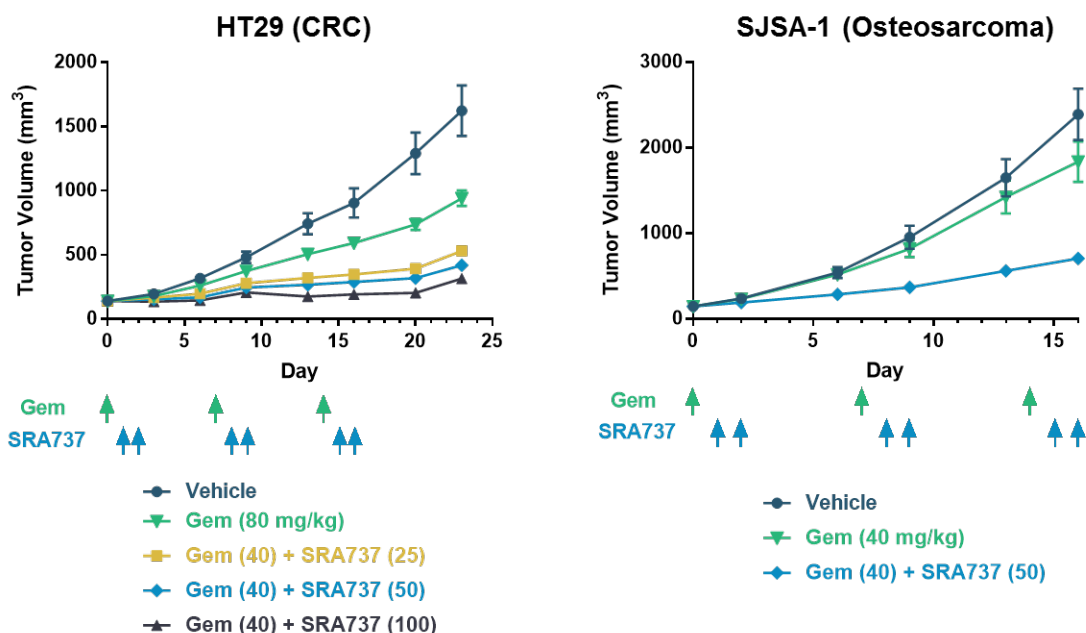 HT29 (CRC)
Tumor Volume (mm³)
2000
1500
1000
500
0
0 5 10 15 20 25
Day
Gem
SRA737
Vehicle
Gem (80 mg/kg)
Gem (40) + SRA737 (25)
Gem (40) + SRA737 (50)
Gem (40) + SRA737 (100)
SJSA-1 (Osteosarcoma)
Tumor Volume (mm³)
3000
2000
1000
0
0 5 10 15
Day
Gem
SRA737
Vehicle
Gem (40 mg/kg)
Gem (40) + SRA737 (50)